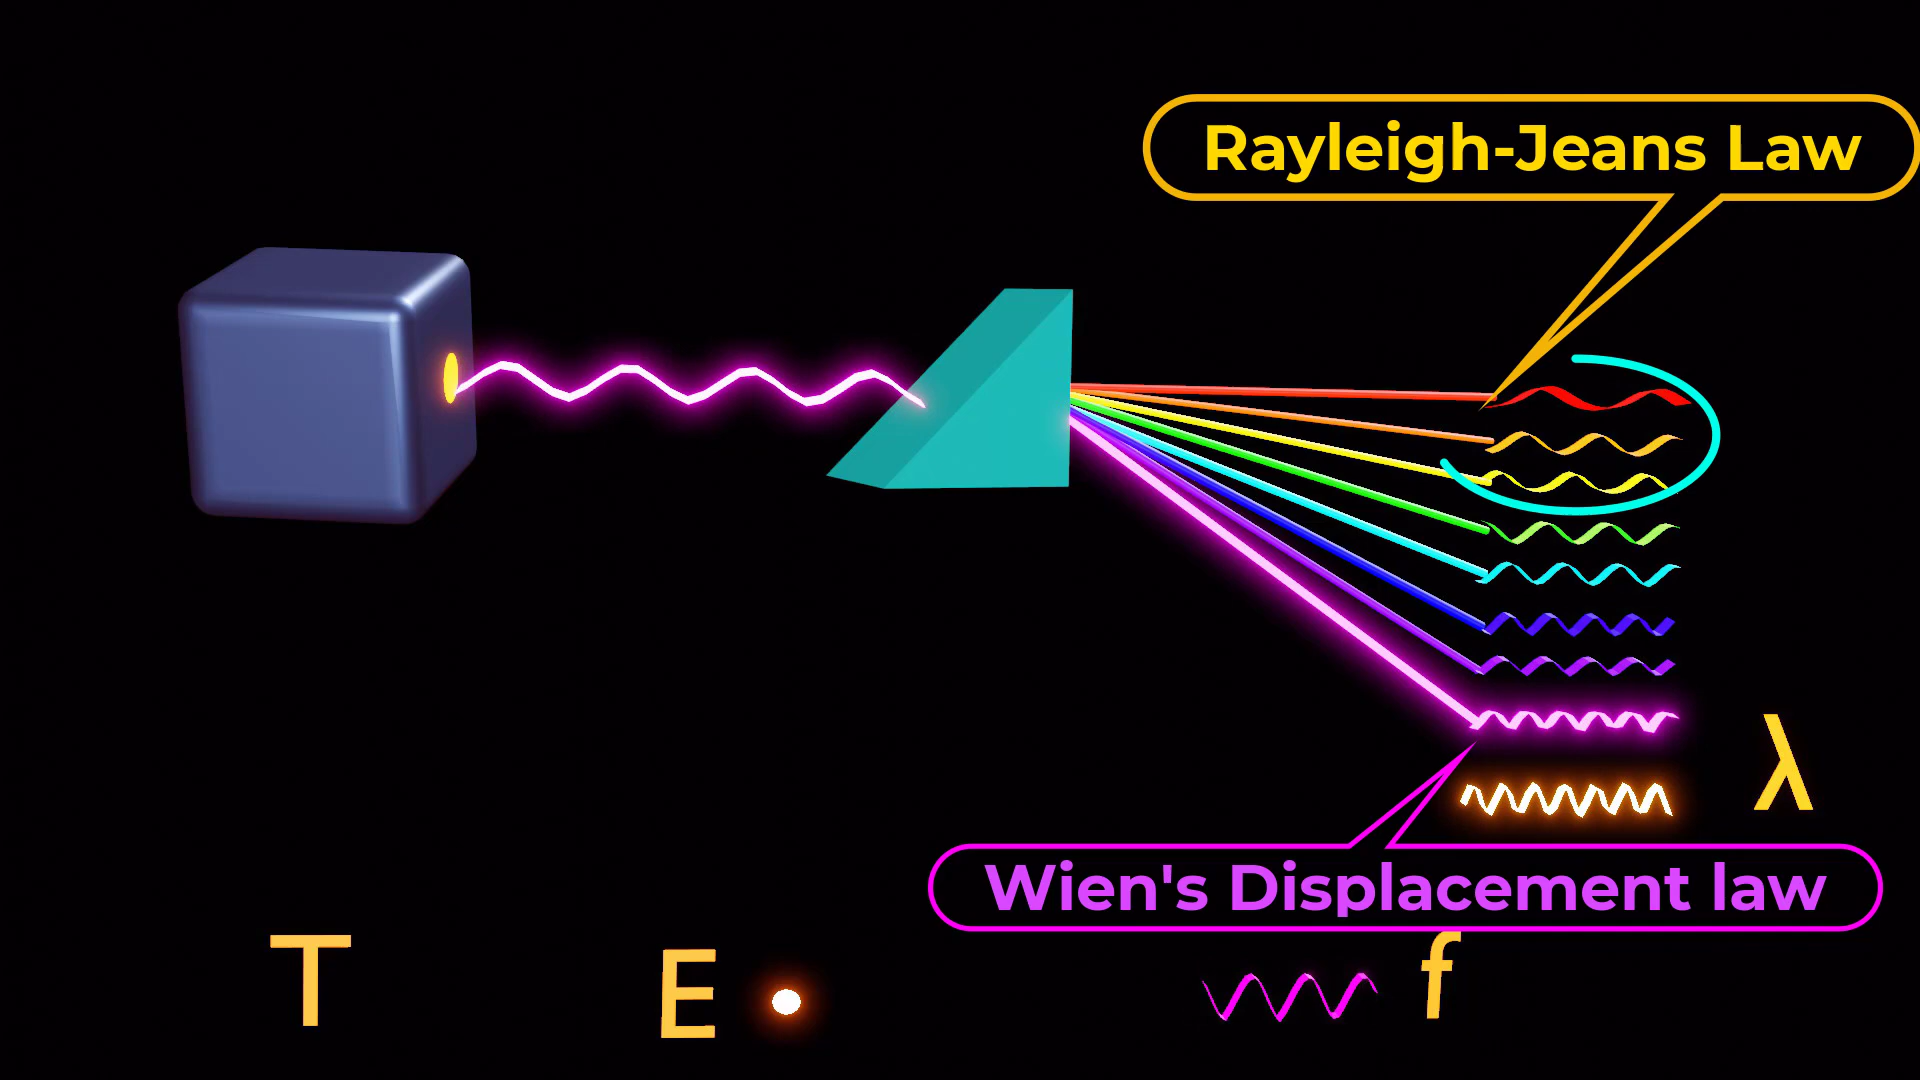 Rayleigh-Jeans Law
λ
Wien's Displacement law
T
E
f